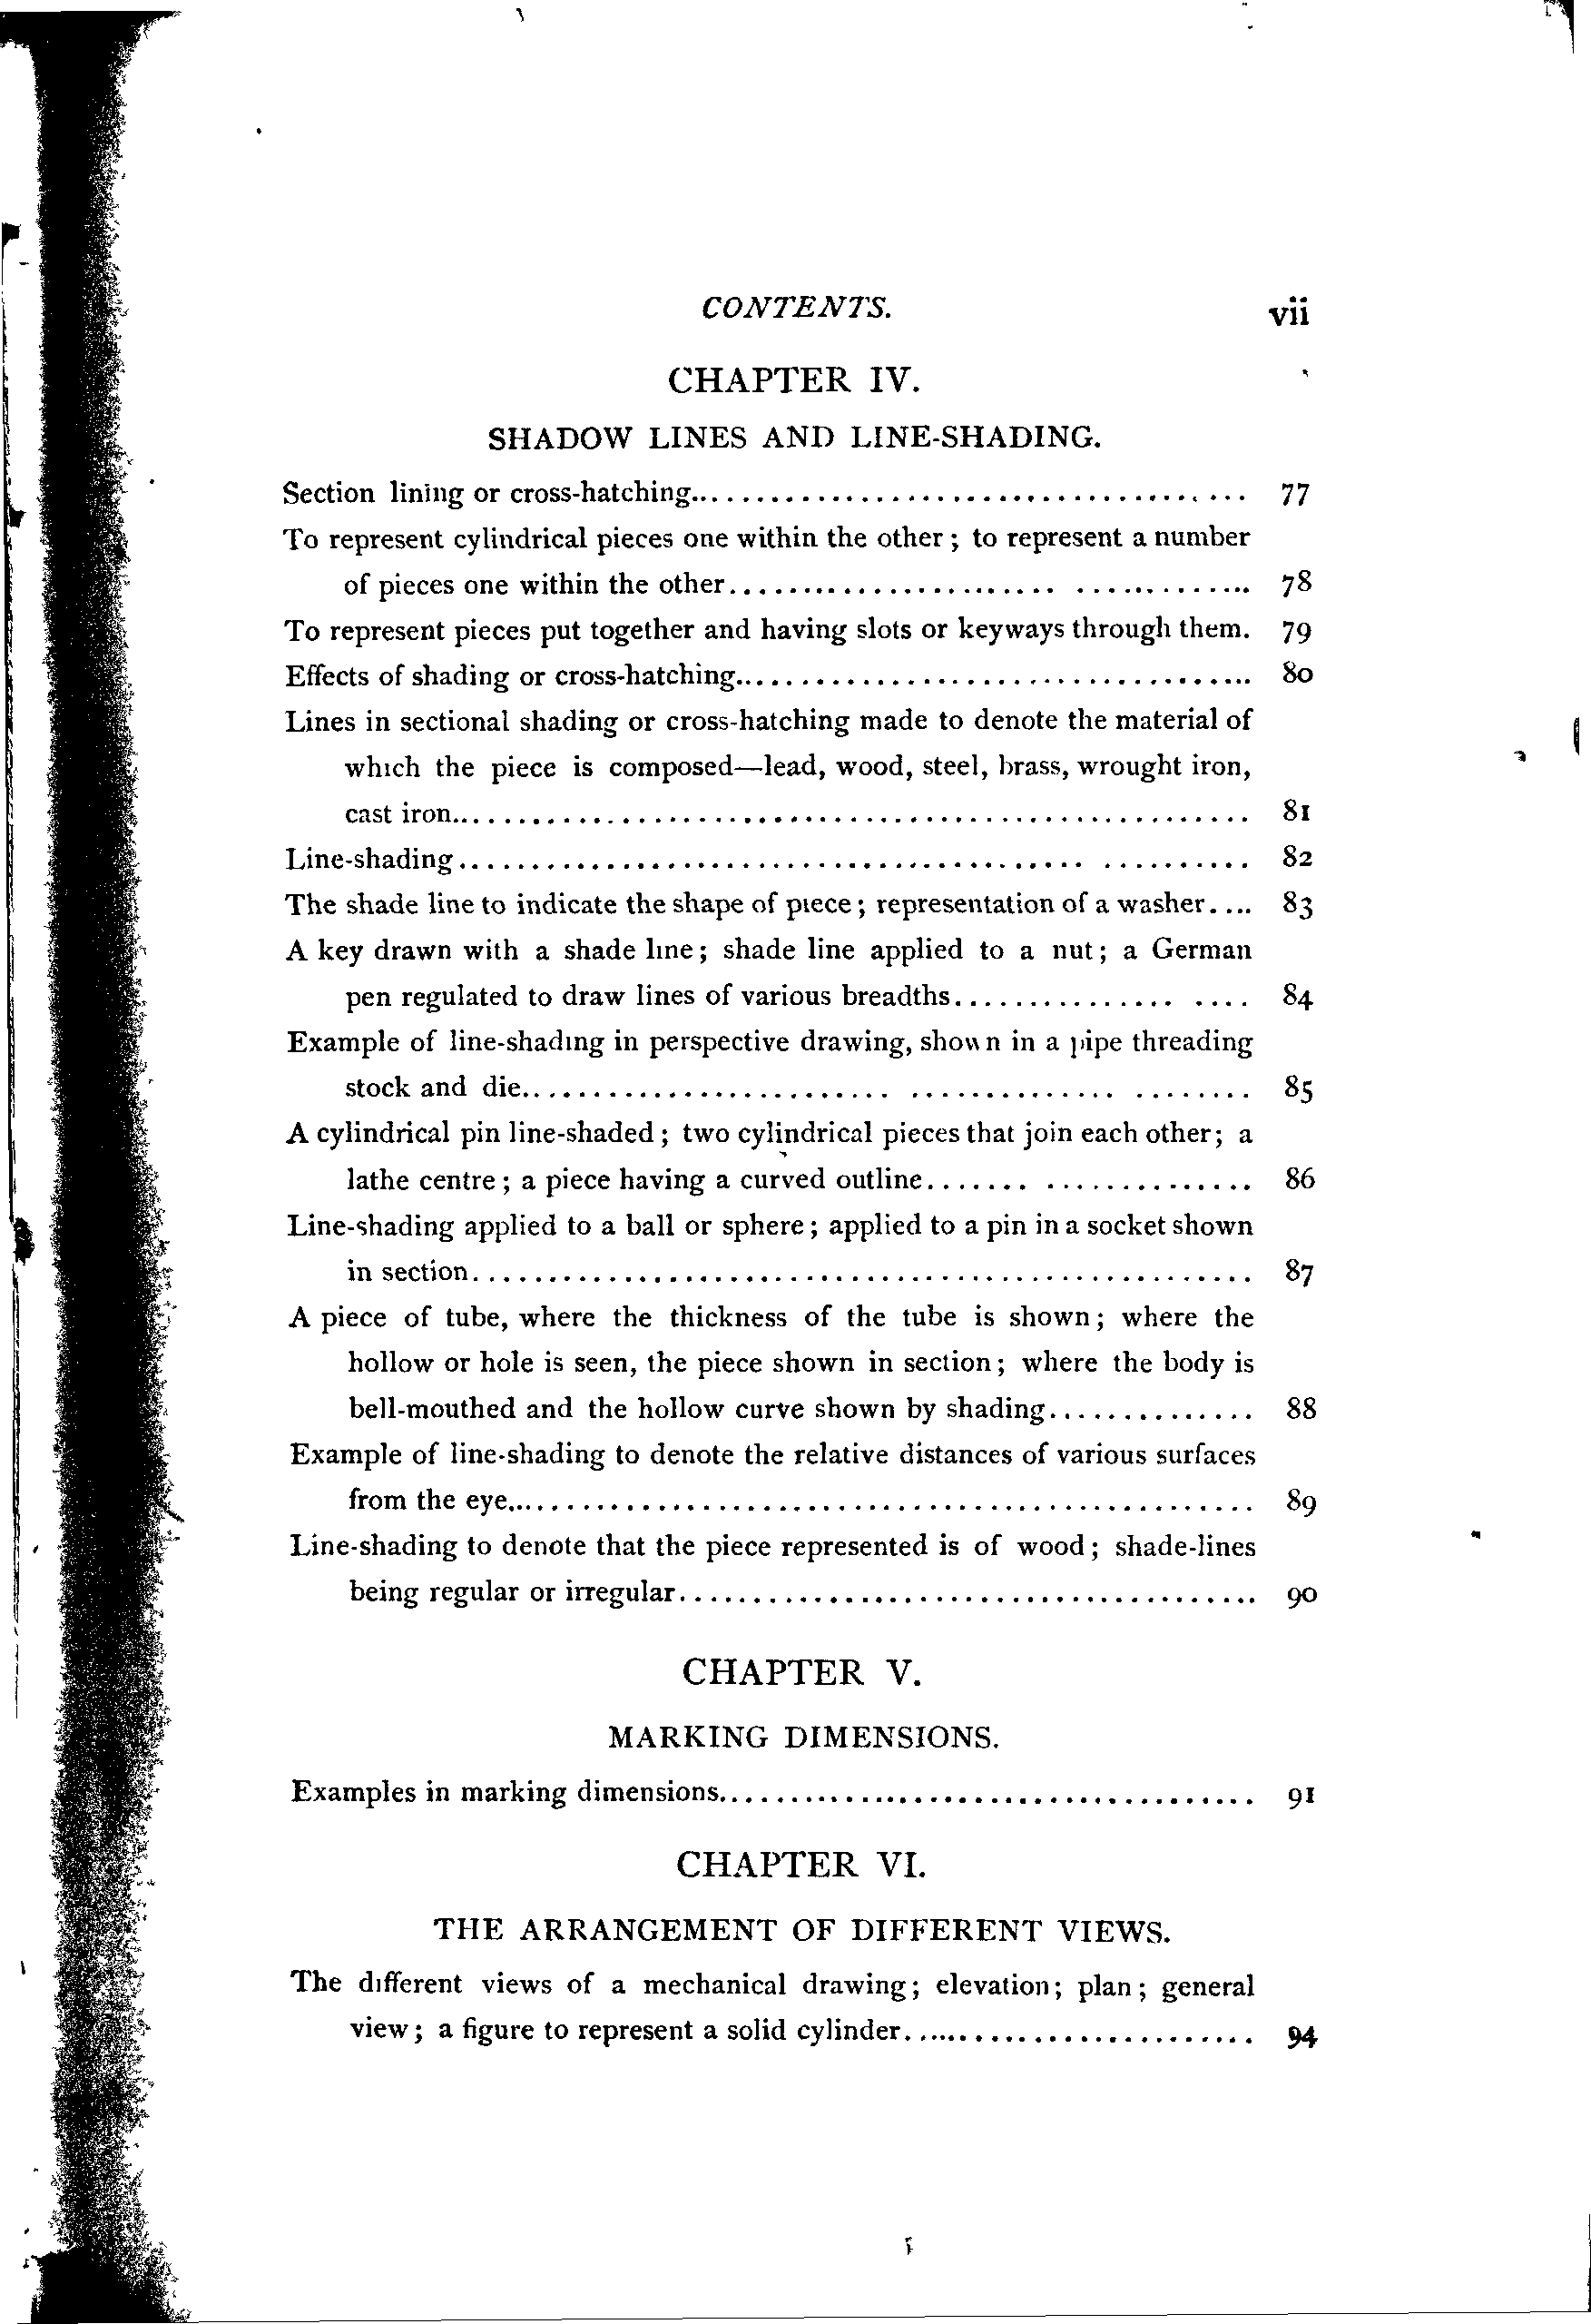 CONTENTS. vii
CHAPTER IV.
SHADOW LINES AND LINE-SHADING.
Section lining or cross-hatching.................................... 77
To represent cylindrical pieces one within the other; to represent a number
of pieces one within the other.................................... 78
To represent pieces put together and having slots or keyways through them. 79
Effects of shading or cross-hatching.................................... 80
Lines in sectional shading or cross-hatching made to denote the material of
which the piece is composed—lead, wood, steel, brass, wrought iron,
cast iron.................................... 81
Line-shading.................................... 82
The shade line to indicate the shape of piece; representation of a washer.... 83
A key drawn with a shade line; shade line applied to a nut; a German
pen regulated to draw lines of various breadths................... 84
Example of line-shading in perspective drawing, shown in a pipe threading
stock and die.................................... 85
A cylindrical pin line-shaded; two cylindrical pieces that join each other; a
lathe centre; a piece having a curved outline..................... 86
Line-shading applied to a ball or sphere; applied to a pin in a socket shown
in section.................................... 87
A piece of tube, where the thickness of the tube is shown; where the
hollow or hole is seen, the piece shown in section; where the body is
bell-mouthed and the hollow curve shown by shading.............. 88
Example of line-shading to denote the relative distances of various surfaces
from the eye.................................... 89
Line-shading to denote that the piece represented is of wood; shade-lines
being regular or irregular.................................... 90
CHAPTER V.
MARKING DIMENSIONS.
Examples in marking dimensions.................................... 91
CHAPTER VI.
THE ARRANGEMENT OF DIFFERENT VIEWS.
The different views of a mechanical drawing; elevation; plan; general
view; a figure to represent a solid cylinder........................ 94